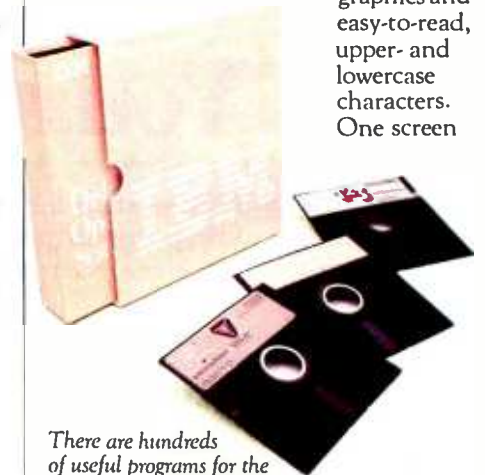 graphics and
easy-to-read,
upper- and
lowercase
characters.
One screen
IBM
There are hundreds
of useful programs for the